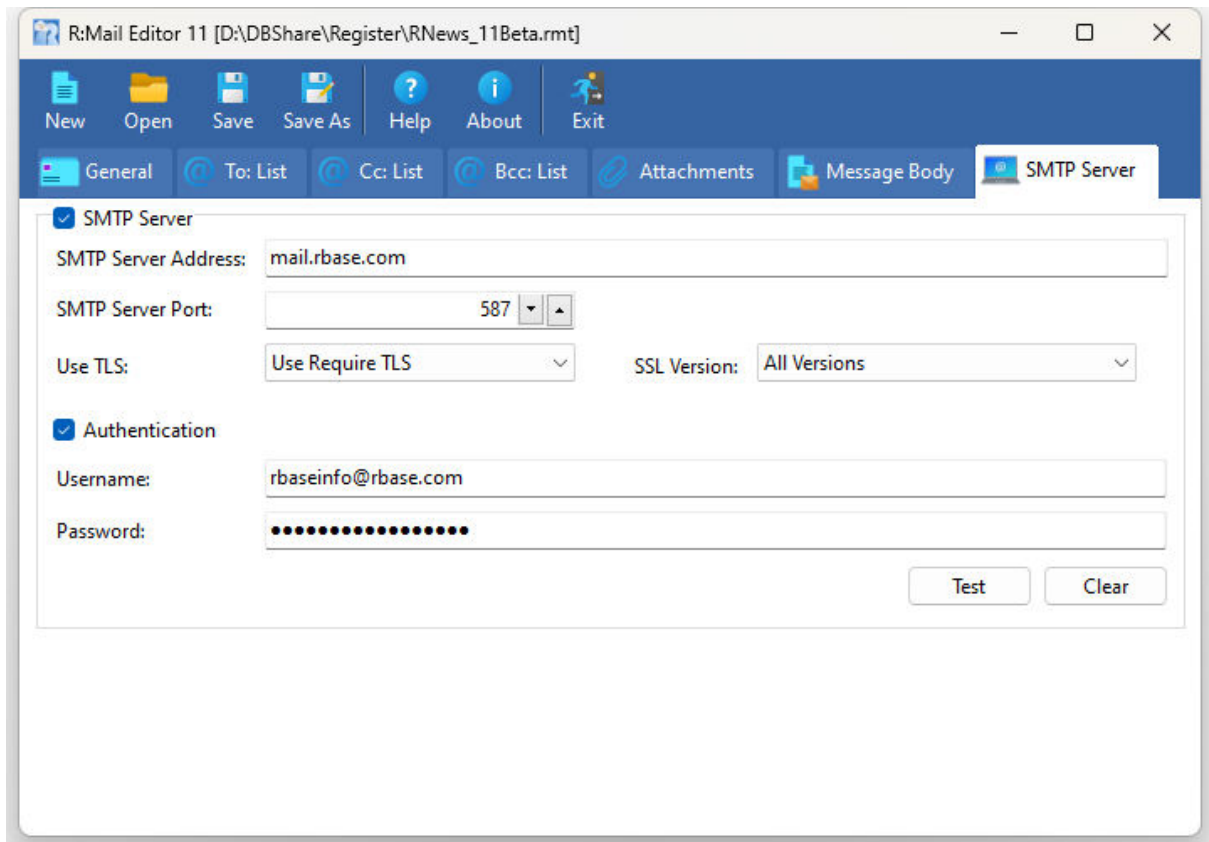 R:Mail Editor 11 [D:\DBShare\Register\RNews_11Beta.rmt]
New Open Save Save As Help About Exit
General To: List Cc: List Bcc: List Attachments Message Body SMTP Server
SMTP Server
SMTP Server Address: mail.rbase.com
SMTP Server Port: 587
Use TLS: Use Require TLS SSL Version: All Versions
Authentication
Username: rbaseinfo@rbase.com
Password: •••••••••••••••••
Test Clear